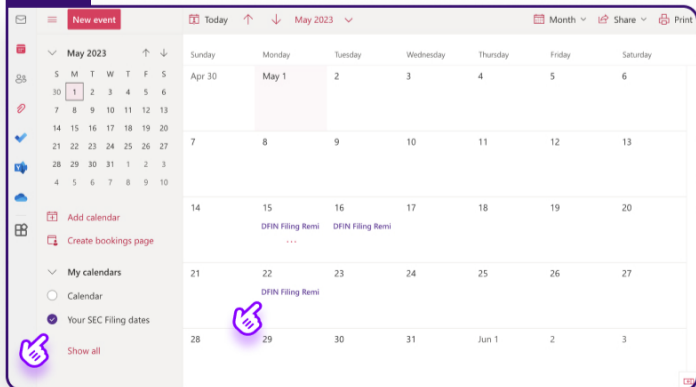 New event
Today May 2023 Month Share Print
May 2023
S M T W T F S
30 1 2 3 4 5 6
7 8 9 10 11 12 13
14 15 16 17 18 19 20
21 22 23 24 25 26 27
28 29 30 31 1 2 3
4 5 6 7 8 9 10
Add calendar
Create bookings page
My calendars
Calendar
Your SEC Filing dates
Show all
Sunday Monday Tuesday Wednesday Thursday Friday Saturday
Apr 30 May 1 2 3 4 5 6
7 8 9 10 11 12 13
14 15 16 17 18 19 20
DFIN Filing Remi DFIN Filing Remi
...
21 22 23 24 25 26 27
DFIN Filing Remi
28 29 30 31 Jun 1 2 3